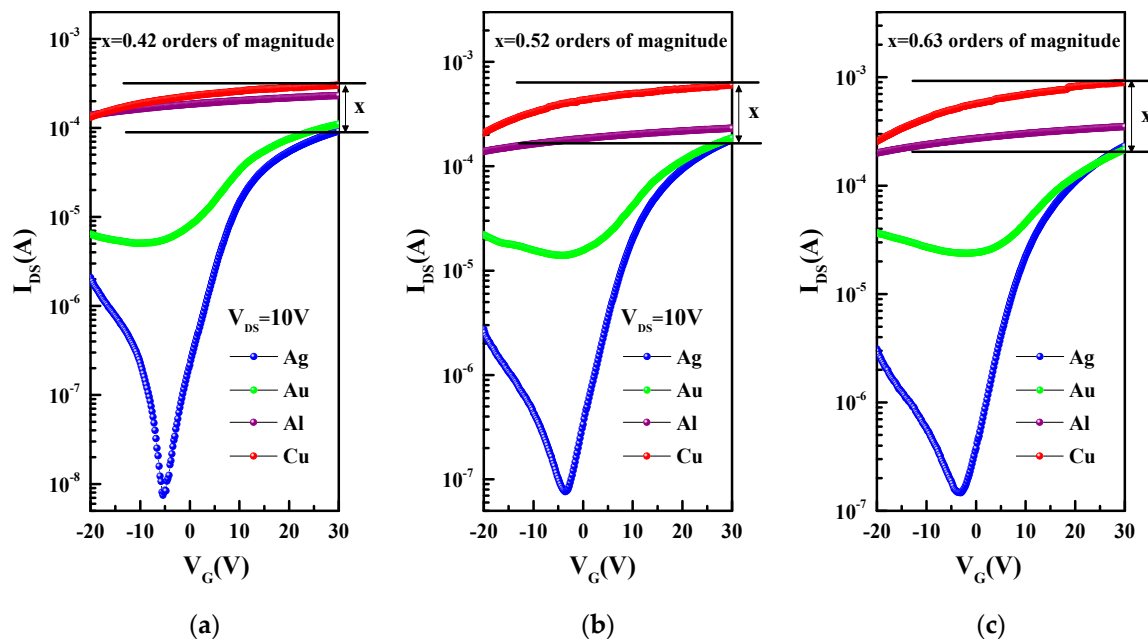 x=0.42 orders of magnitude
10⁻³
10⁻⁴
10⁻⁵
10⁻⁶
10⁻⁷
10⁻⁸
I_DS(A)
x
V_DS=10V
Ag
Au
Al
Cu
-20 -10 0 10 20 30
V_G(V)
(a)
x=0.52 orders of magnitude
10⁻³
10⁻⁴
10⁻⁵
10⁻⁶
10⁻⁷
I_DS(A)
x
V_DS=10V
Ag
Au
Al
Cu
-20 -10 0 10 20 30
V_G(V)
(b)
x=0.63 orders of magnitude
10⁻³
10⁻⁴
10⁻⁵
10⁻⁶
10⁻⁷
I_DS(A)
x
Ag
Au
Al
Cu
-20 -10 0 10 20 30
V_G(V)
(c)